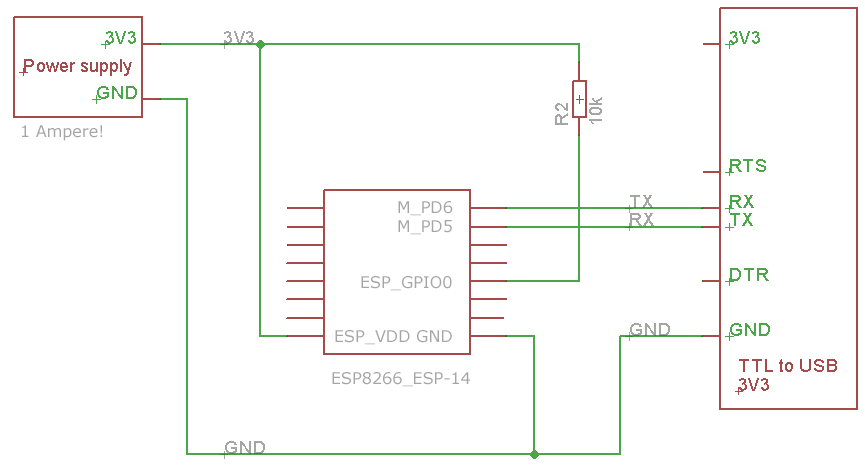 3V3
Power supply
GND
1 Ampere!
3V3
R2
10k
3V3
RTS
RX
TX
DTR
GND
TTL to USB
3V3
TX
RX
GND
M_PD6
M_PD5
ESP_GPIO0
ESP_VDD GND
ESP8266_ESP-14
GND